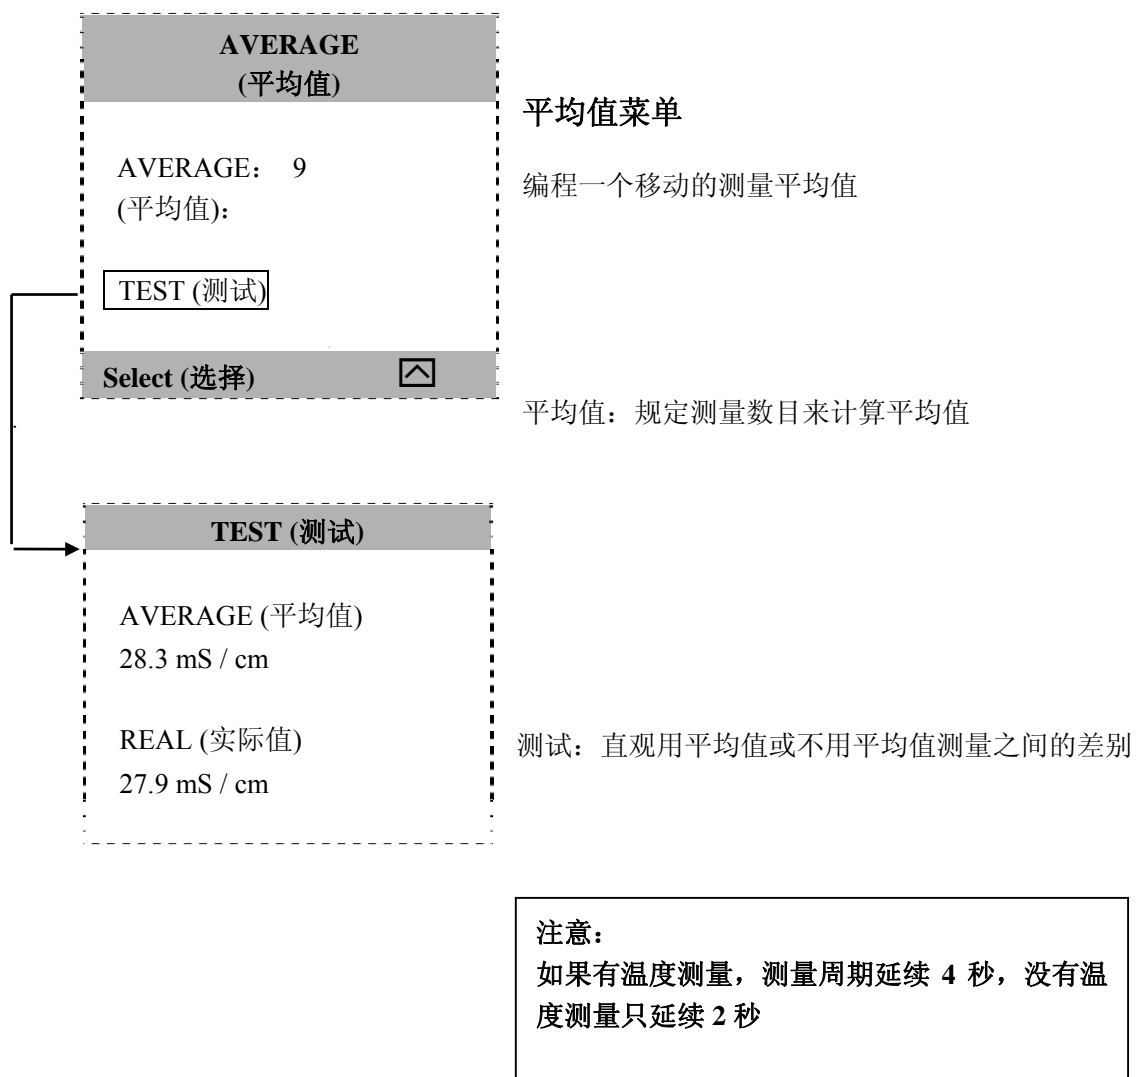 AVERAGE
(平均值)
平均值菜单
AVERAGE： 9
(平均值)：
编程一个移动的测量平均值
TEST (测试)
Select (选择)
平均值：规定测量数目来计算平均值
TEST (测试)
AVERAGE (平均值)
28.3 mS / cm
REAL (实际值)
27.9 mS / cm
测试：直观用平均值或不用平均值测量之间的差别
注意：
如果有温度测量，测量周期延续 4 秒，没有温
度测量只延续 2 秒